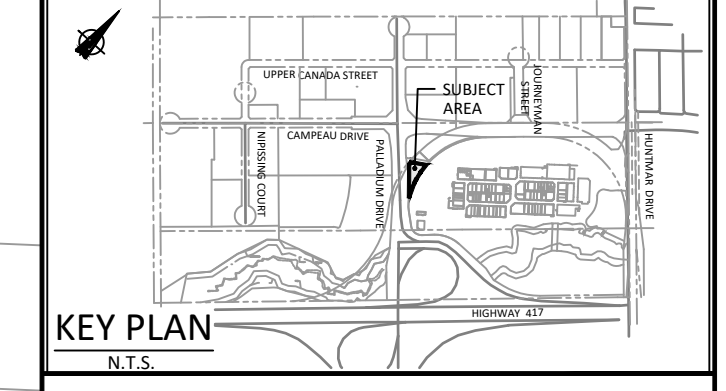 UPPER CANADA STREET
SUBJECT
AREA
JOURNEYMAN
STREET
CAMPEAU DRIVE
NIPISSING COURT
PALLADIUM DRIVE
HUNTMAR DRIVE
HIGHWAY 417
KEY PLAN
N.T.S.